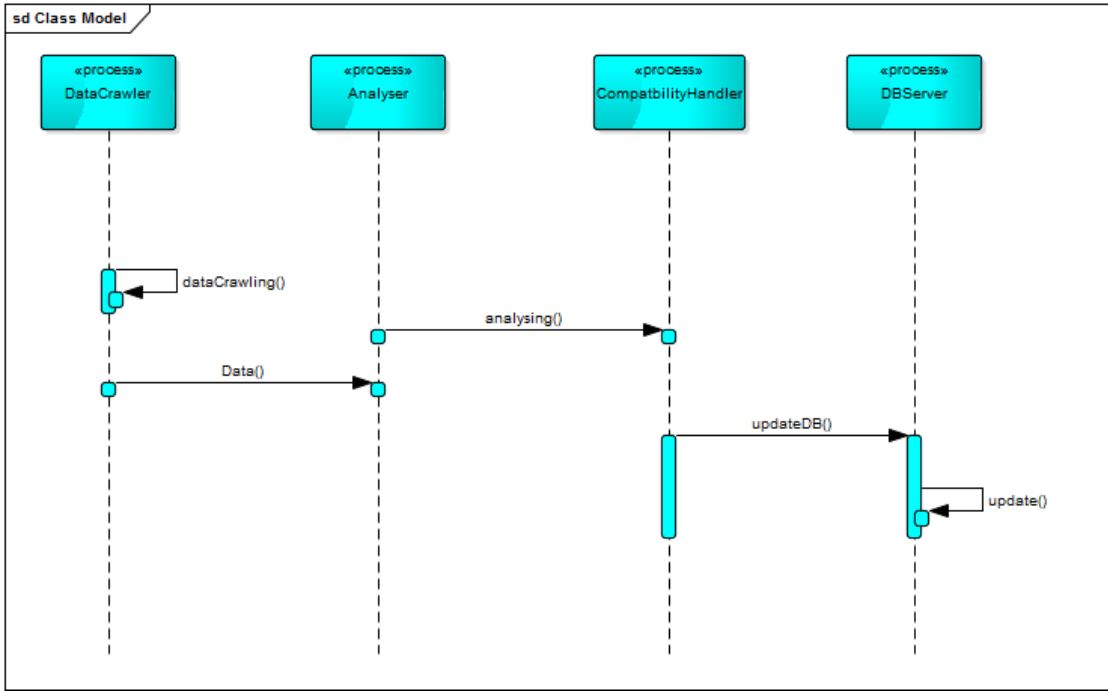 sd Class Model
«process»
DataCrawler
«process»
Analyser
«process»
CompatbilityHandler
«process»
DBServer
dataCrawling()
analysing()
Data()
updateDB()
update()